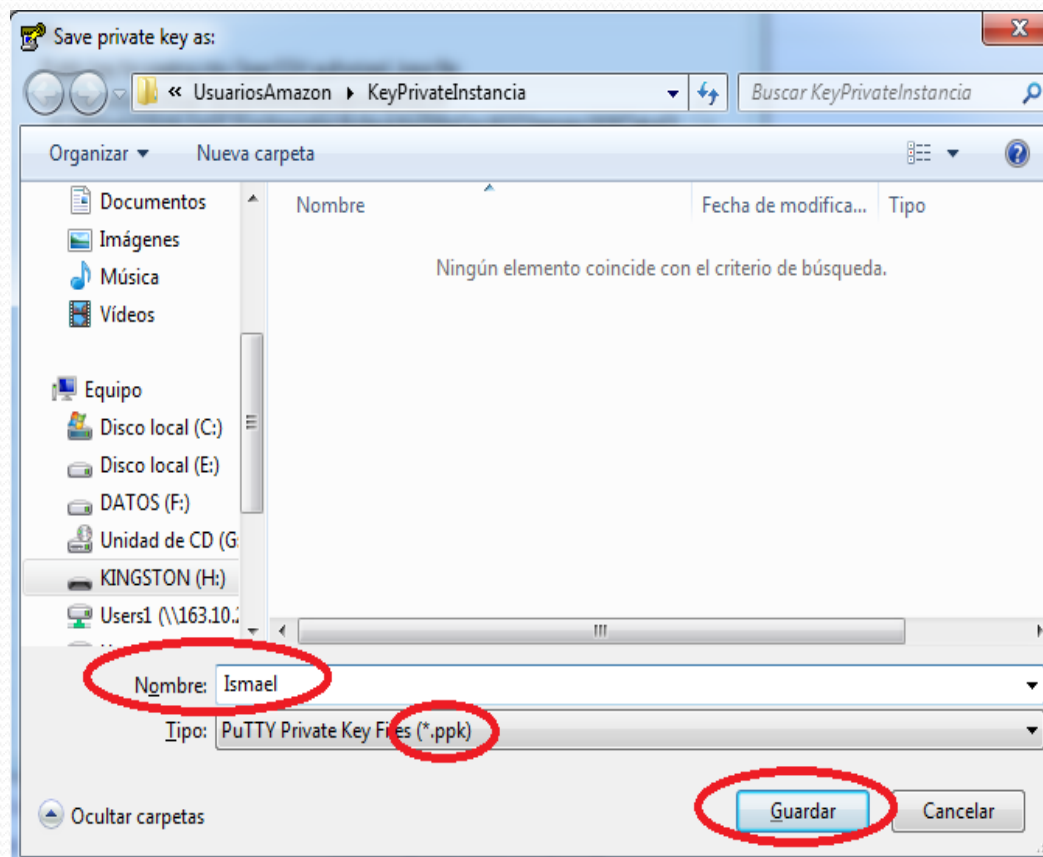 Save private key as:
« UsuariosAmazon ▸ KeyPrivateInstancia
Buscar KeyPrivateInstancia
Organizar
Nueva carpeta
Nombre
Fecha de modifica...
Tipo
Ningún elemento coincide con el criterio de búsqueda.
Documentos
Imágenes
Música
Vídeos
Equipo
Disco local (C:)
Disco local (E:)
DATOS (F:)
Unidad de CD (G:
KINGSTON (H:)
Users1 (\\163.10.2
Nombre: Ismael
Tipo: PuTTY Private Key Files (*.ppk)
Ocultar carpetas
Guardar
Cancelar